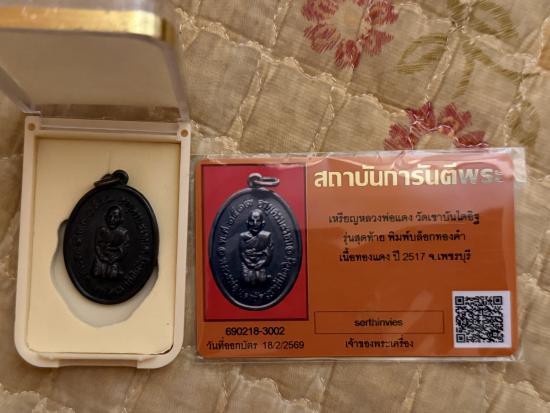 สถาบันการันตีพระ
เหรียญหลวงพ่อแดง วัดเขาบันไดอิฐ
รุ่นสุดท้าย พิมพ์บล็อกทองคำ
เนื้อทองแดง ปี 2517 จ.เพชรบุรี
690218-3002
วันที่ออกบัตร 18/2/2569
serthinvies
เจ้าของพระเครื่อง